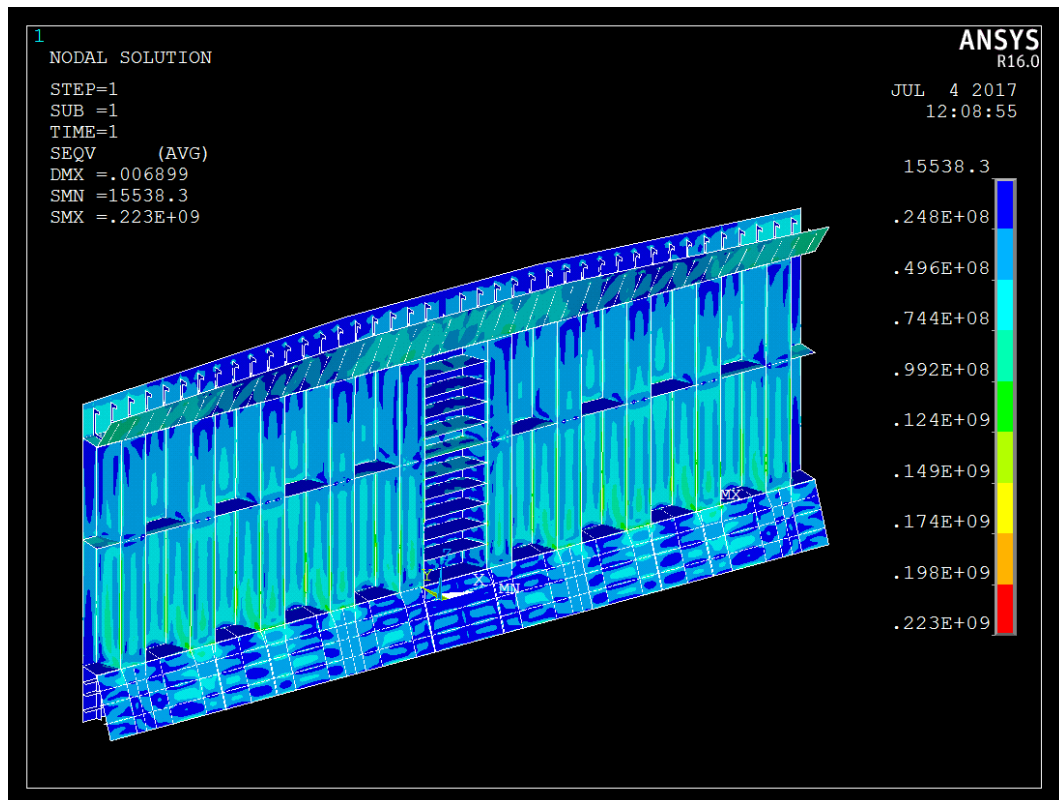 1
NODAL SOLUTION
STEP=1
SUB =1
TIME=1
SEQV     (AVG)
DMX =.006899
SMN =15538.3
SMX =.223E+09
ANSYS
R16.0
JUL  4 2017
12:08:55
15538.3
.248E+08
.496E+08
.744E+08
.992E+08
.124E+09
.149E+09
.174E+09
.198E+09
.223E+09
MX
Z
Y
X
MN